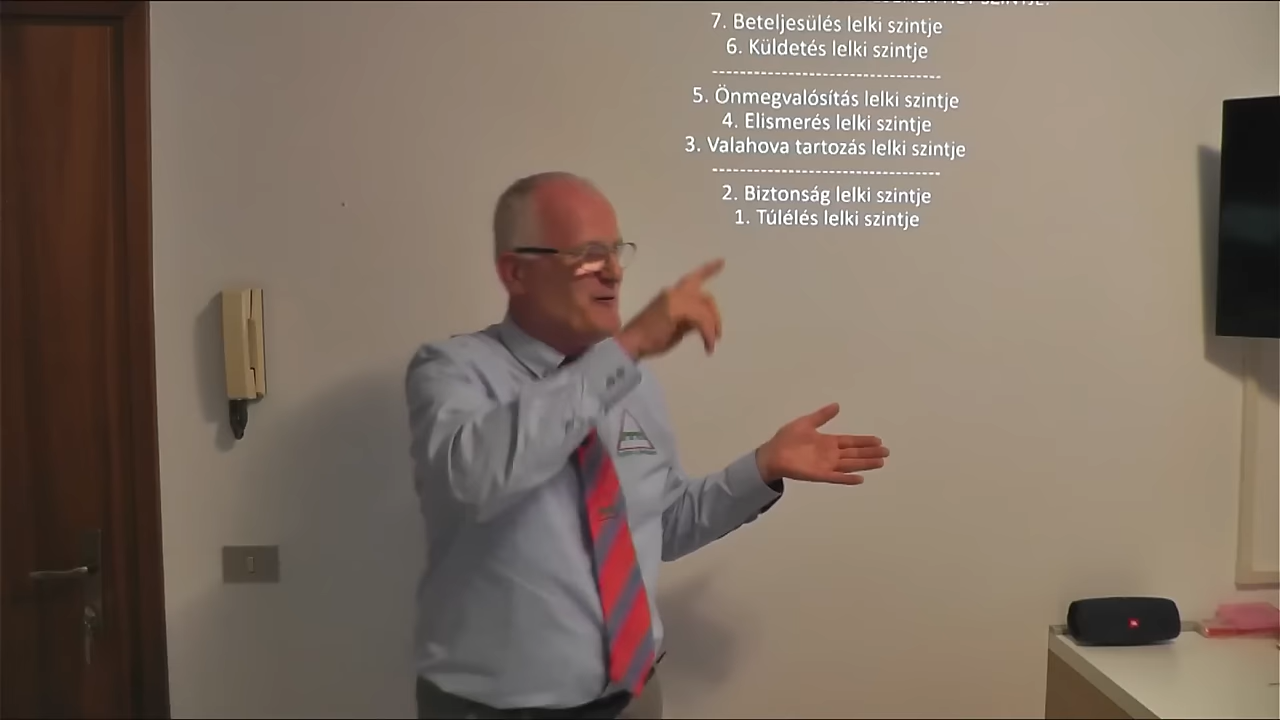 7. Beteljesülés lelki szintje
6. Küldetés lelki szintje
---------------------------------
5. Önmegvalósítás lelki szintje
4. Elismerés lelki szintje
3. Valahova tartozás lelki szintje
---------------------------------
2. Biztonság lelki szintje
1. Túlélés lelki szintje